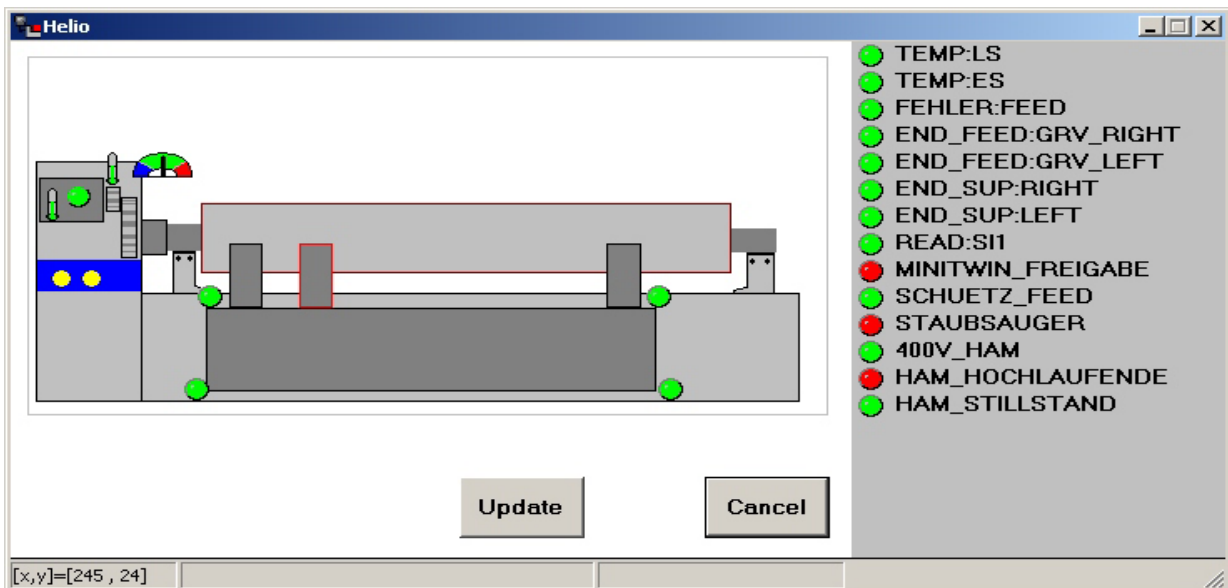 Helio
TEMP:LS
TEMP:ES
FEHLER:FEED
END_FEED:GRV_RIGHT
END_FEED:GRV_LEFT
END_SUP:RIGHT
END_SUP:LEFT
READ:SI1
MINITWIN_FREIGABE
SCHUETZ_FEED
STAUBSAUGER
400V_HAM
HAM_HOCHLAUFENDE
HAM_STILLSTAND
Update
Cancel
[x,y]=[245 , 24]